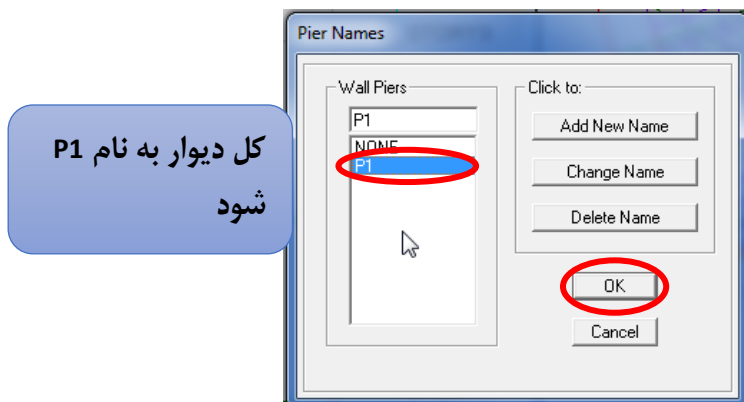 Pier Names
Wall Piers
P1
NONE
P1
Click to:
Add New Name
Change Name
Delete Name
OK
Cancel
کل دیوار به نام P1
شود